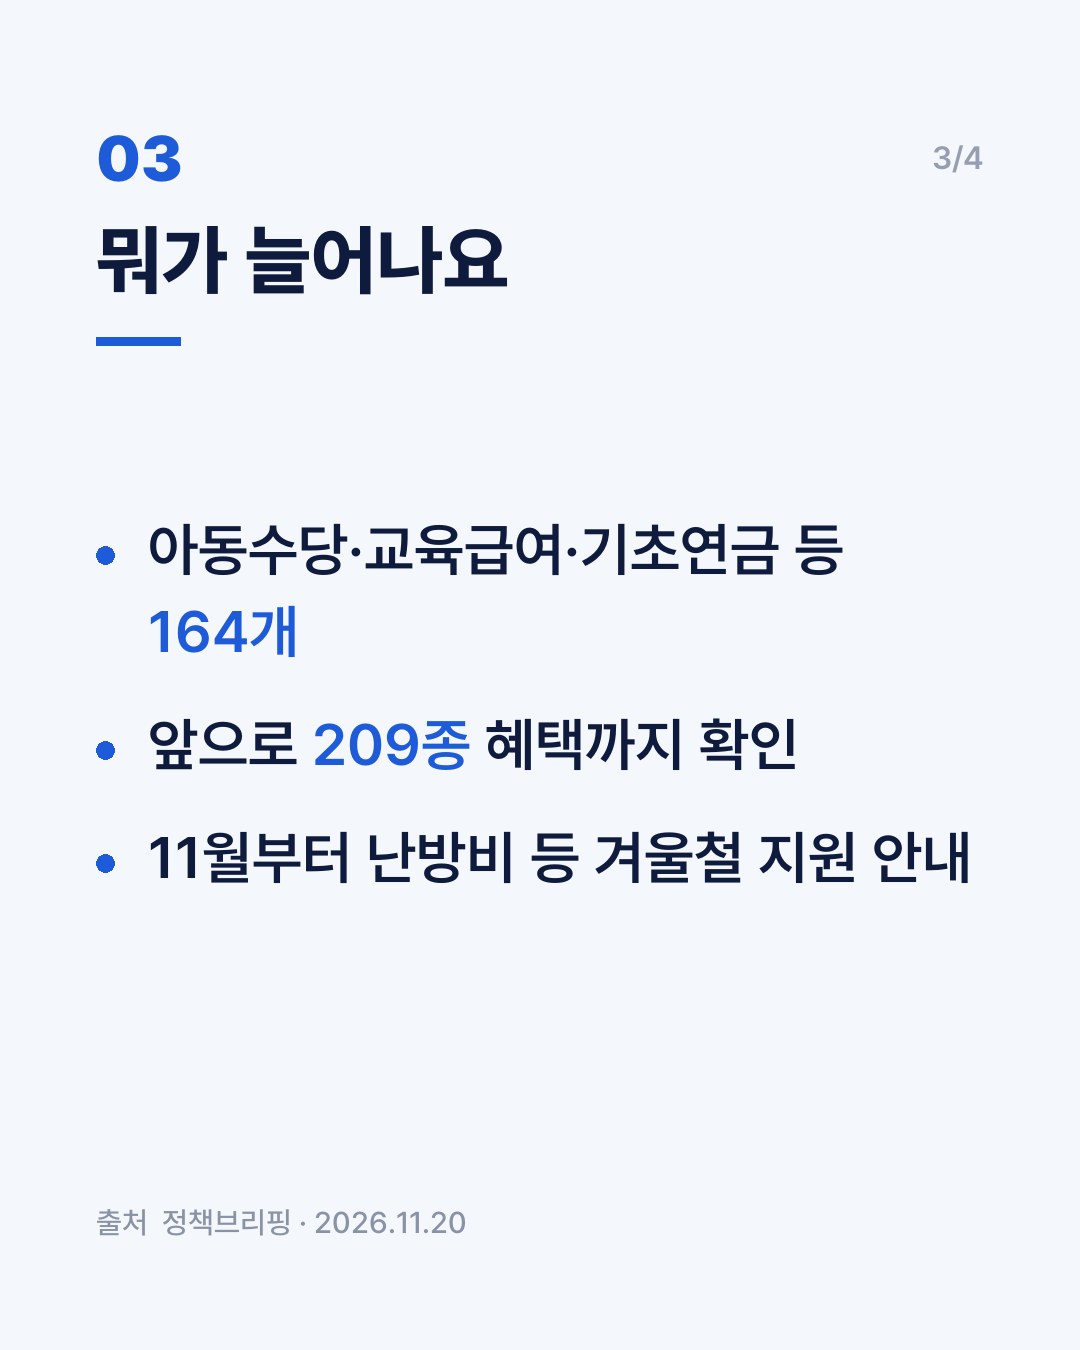 03
3/4
뭐가 늘어나요
아동수당·교육급여·기초연금 등
164개
앞으로 209종 혜택까지 확인
11월부터 난방비 등 겨울철 지원 안내
출처 정책브리핑 · 2026.11.20